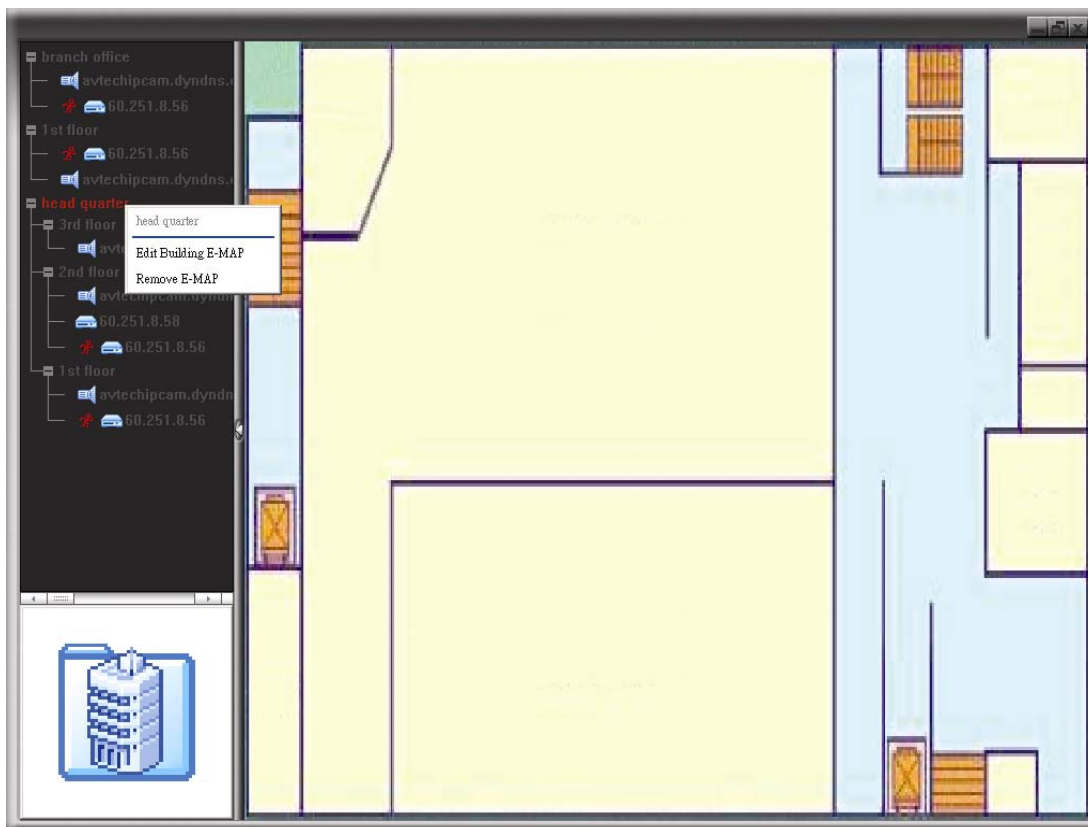 branch office
avtechipcam.dyndns.
60.251.8.56
1st floor
60.251.8.56
avtechipcam.dyndns.
head quarter
3rd floor
2nd floor
avtechipcam.dyndns
60.251.8.58
60.251.8.56
1st floor
avtechipcam.dyndn
60.251.8.56
head quarter
Edit Building E-MAP
Remove E-MAP